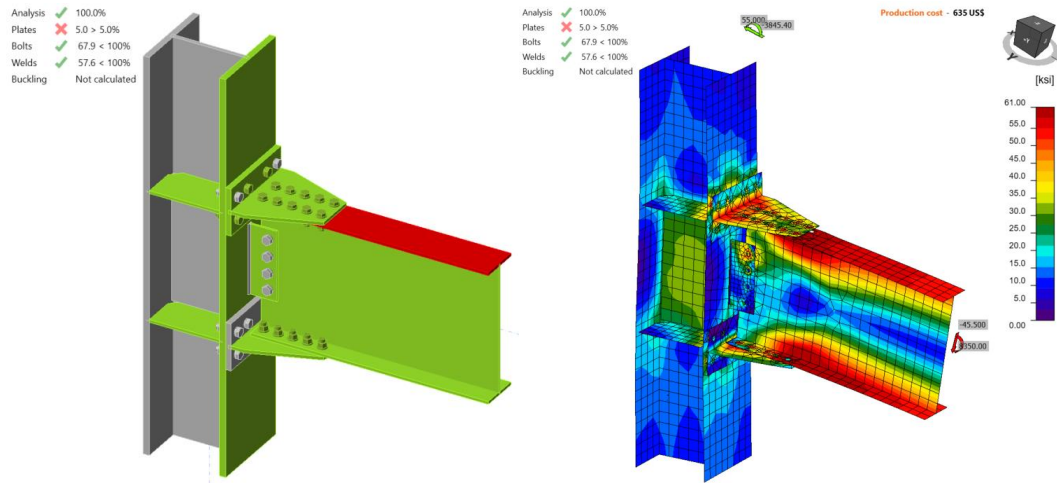 Analysis ✓ 100.0%
Plates ✗ 5.0 > 5.0%
Bolts ✓ 67.9 < 100%
Welds ✓ 57.6 < 100%
Buckling Not calculated
Analysis ✓ 100.0%
Plates ✗ 5.0 > 5.0%
Bolts ✓ 67.9 < 100%
Welds ✓ 57.6 < 100%
Buckling Not calculated
55.000
3845.40
Production cost - 635 US$
[ksi]
61.00
55.0
50.0
45.0
40.0
35.0
30.0
25.0
20.0
15.0
10.0
5.0
0.00
-45.500